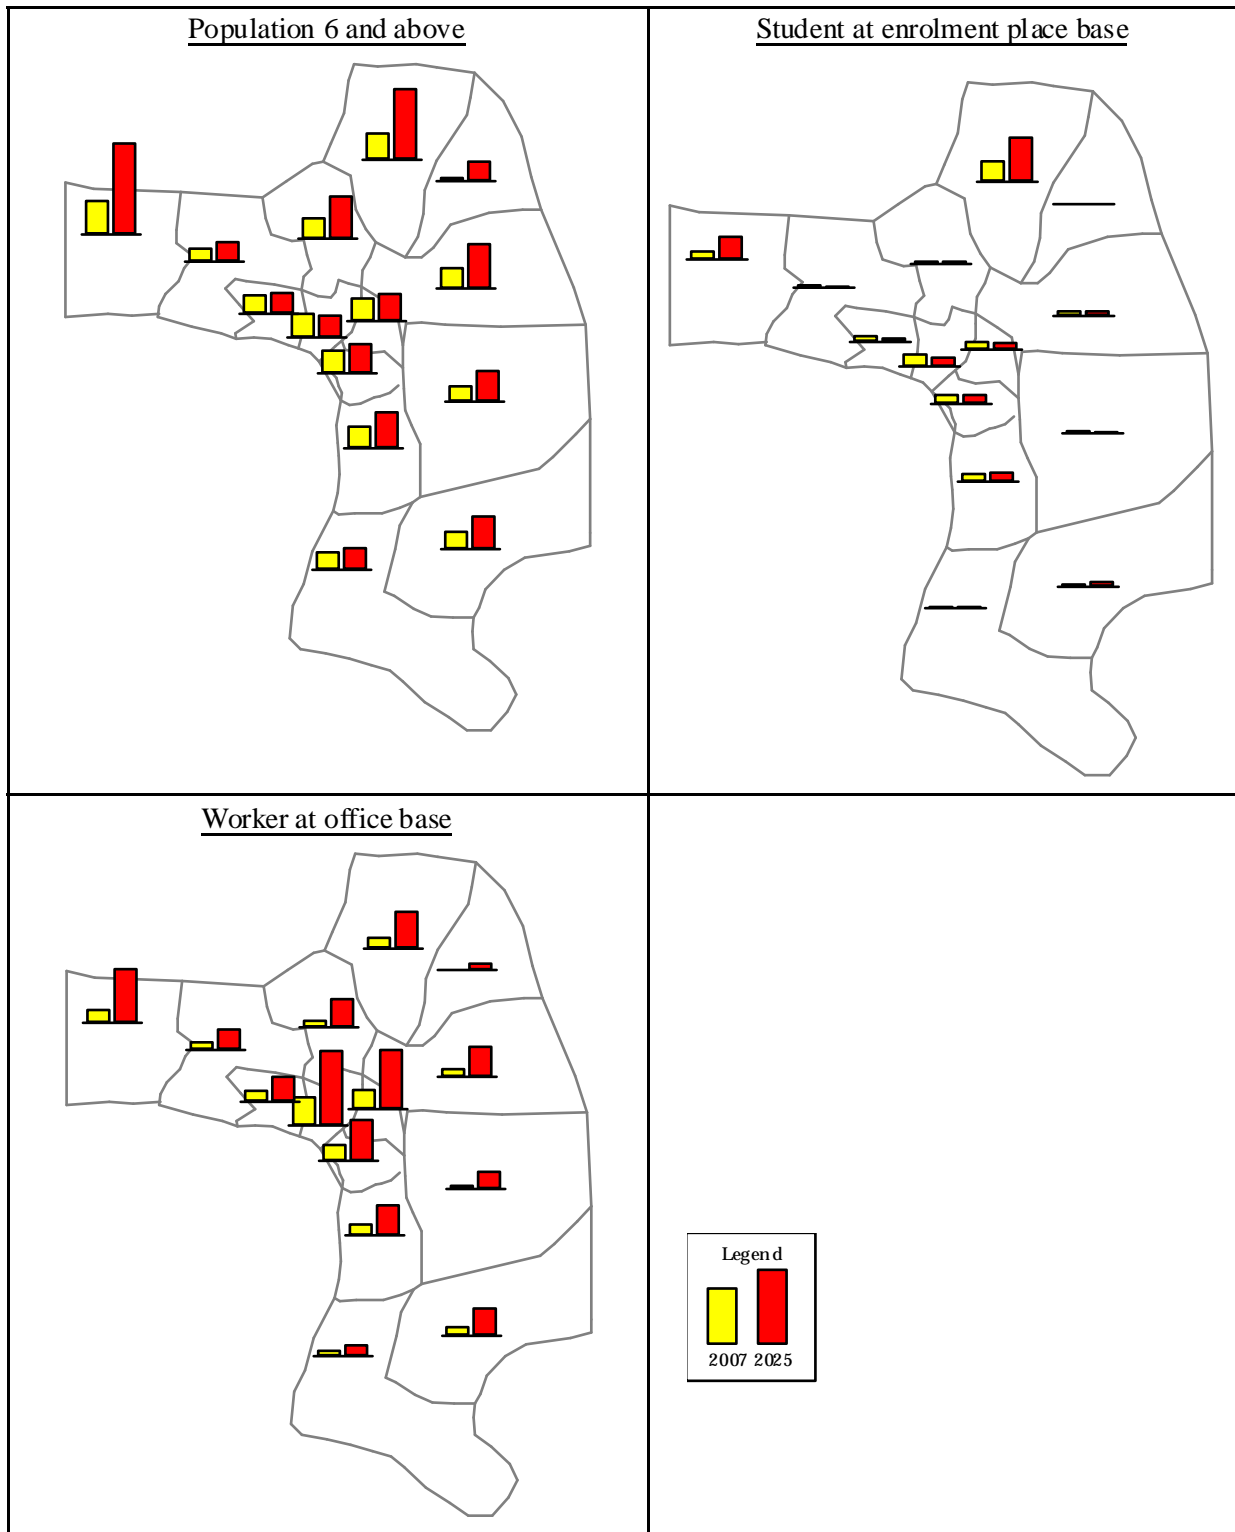 Population 6 and above
Student at enrolment place base
Worker at office base
Legend
2007 2025